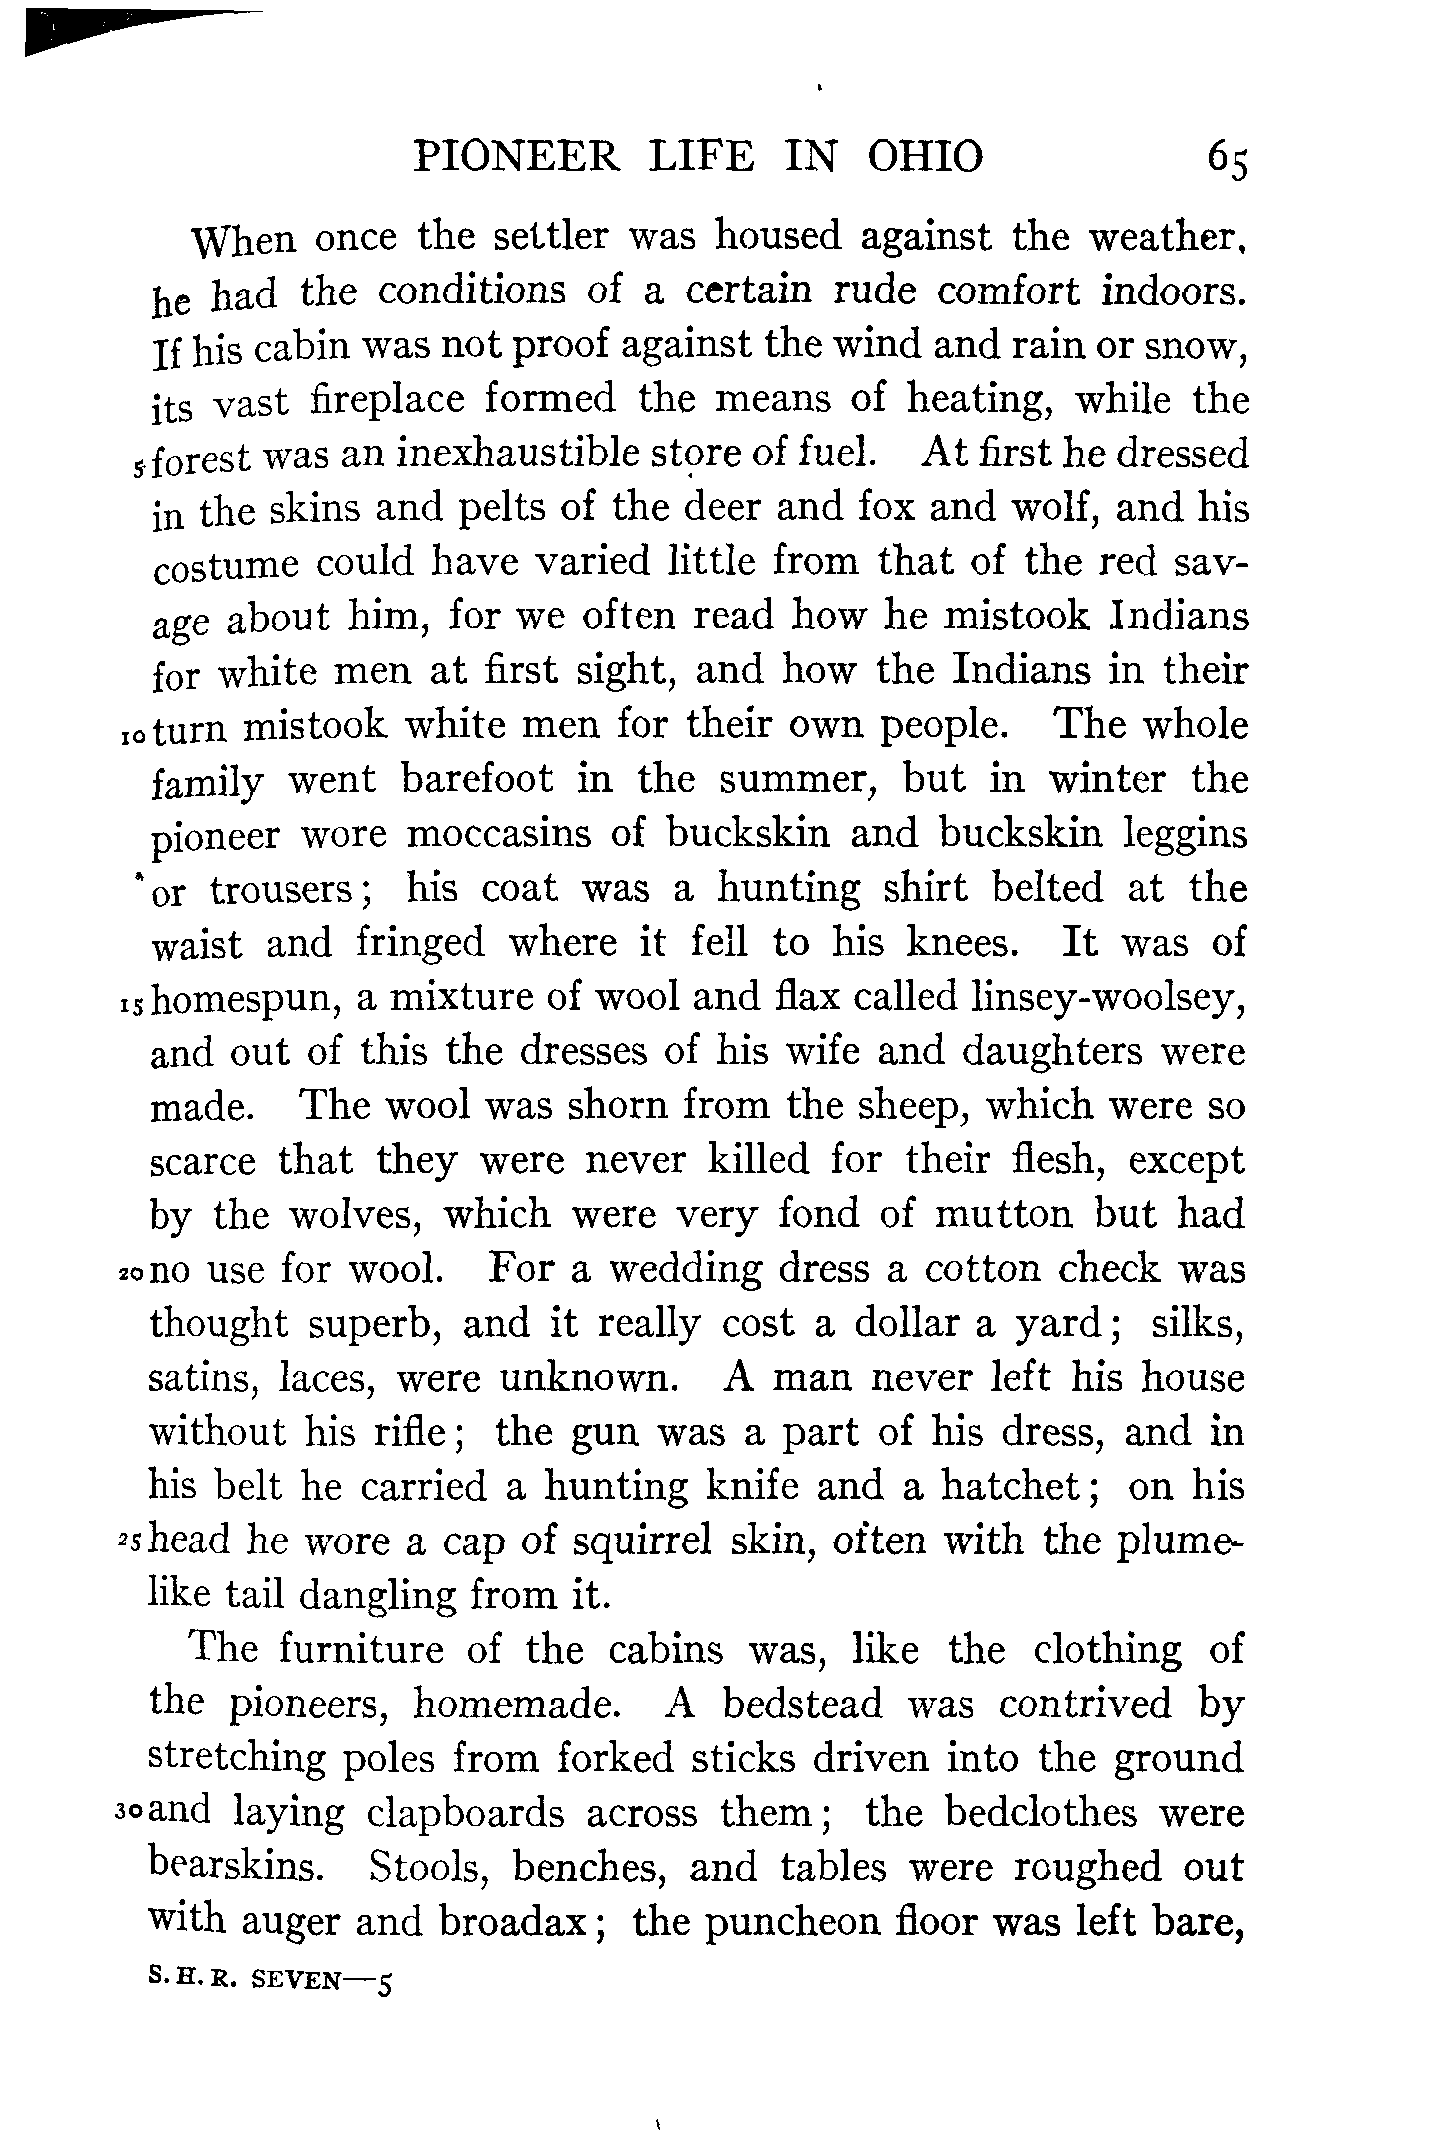 PIONEER LIFE IN OHIO 65
When once the settler was housed against the weather,
he had the conditions of a certain rude comfort indoors.
If his cabin was not proof against the wind and rain or snow,
its vast fireplace formed the means of heating, while the
5 forest was an inexhaustible store of fuel. At first he dressed
in the skins and pelts of the deer and fox and wolf, and his
costume could have varied little from that of the red sav-
age about him, for we often read how he mistook Indians
for white men at first sight, and how the Indians in their
10 turn mistook white men for their own people. The whole
family went barefoot in the summer, but in winter the
pioneer wore moccasins of buckskin and buckskin leggins
or trousers; his coat was a hunting shirt belted at the
waist and fringed where it fell to his knees. It was of
15 homespun, a mixture of wool and flax called linsey-woolsey,
and out of this the dresses of his wife and daughters were
made. The wool was shorn from the sheep, which were so
scarce that they were never killed for their flesh, except
by the wolves, which were very fond of mutton but had
20 no use for wool. For a wedding dress a cotton check was
thought superb, and it really cost a dollar a yard; silks,
satins, laces, were unknown. A man never left his house
without his rifle; the gun was a part of his dress, and in
his belt he carried a hunting knife and a hatchet; on his
25 head he wore a cap of squirrel skin, often with the plume-
like tail dangling from it.
The furniture of the cabins was, like the clothing of
the pioneers, homemade. A bedstead was contrived by
stretching poles from forked sticks driven into the ground
30 and laying clapboards across them; the bedclothes were
bearskins. Stools, benches, and tables were roughed out
with auger and broadax; the puncheon floor was left bare,
S. H. R. SEVEN—5